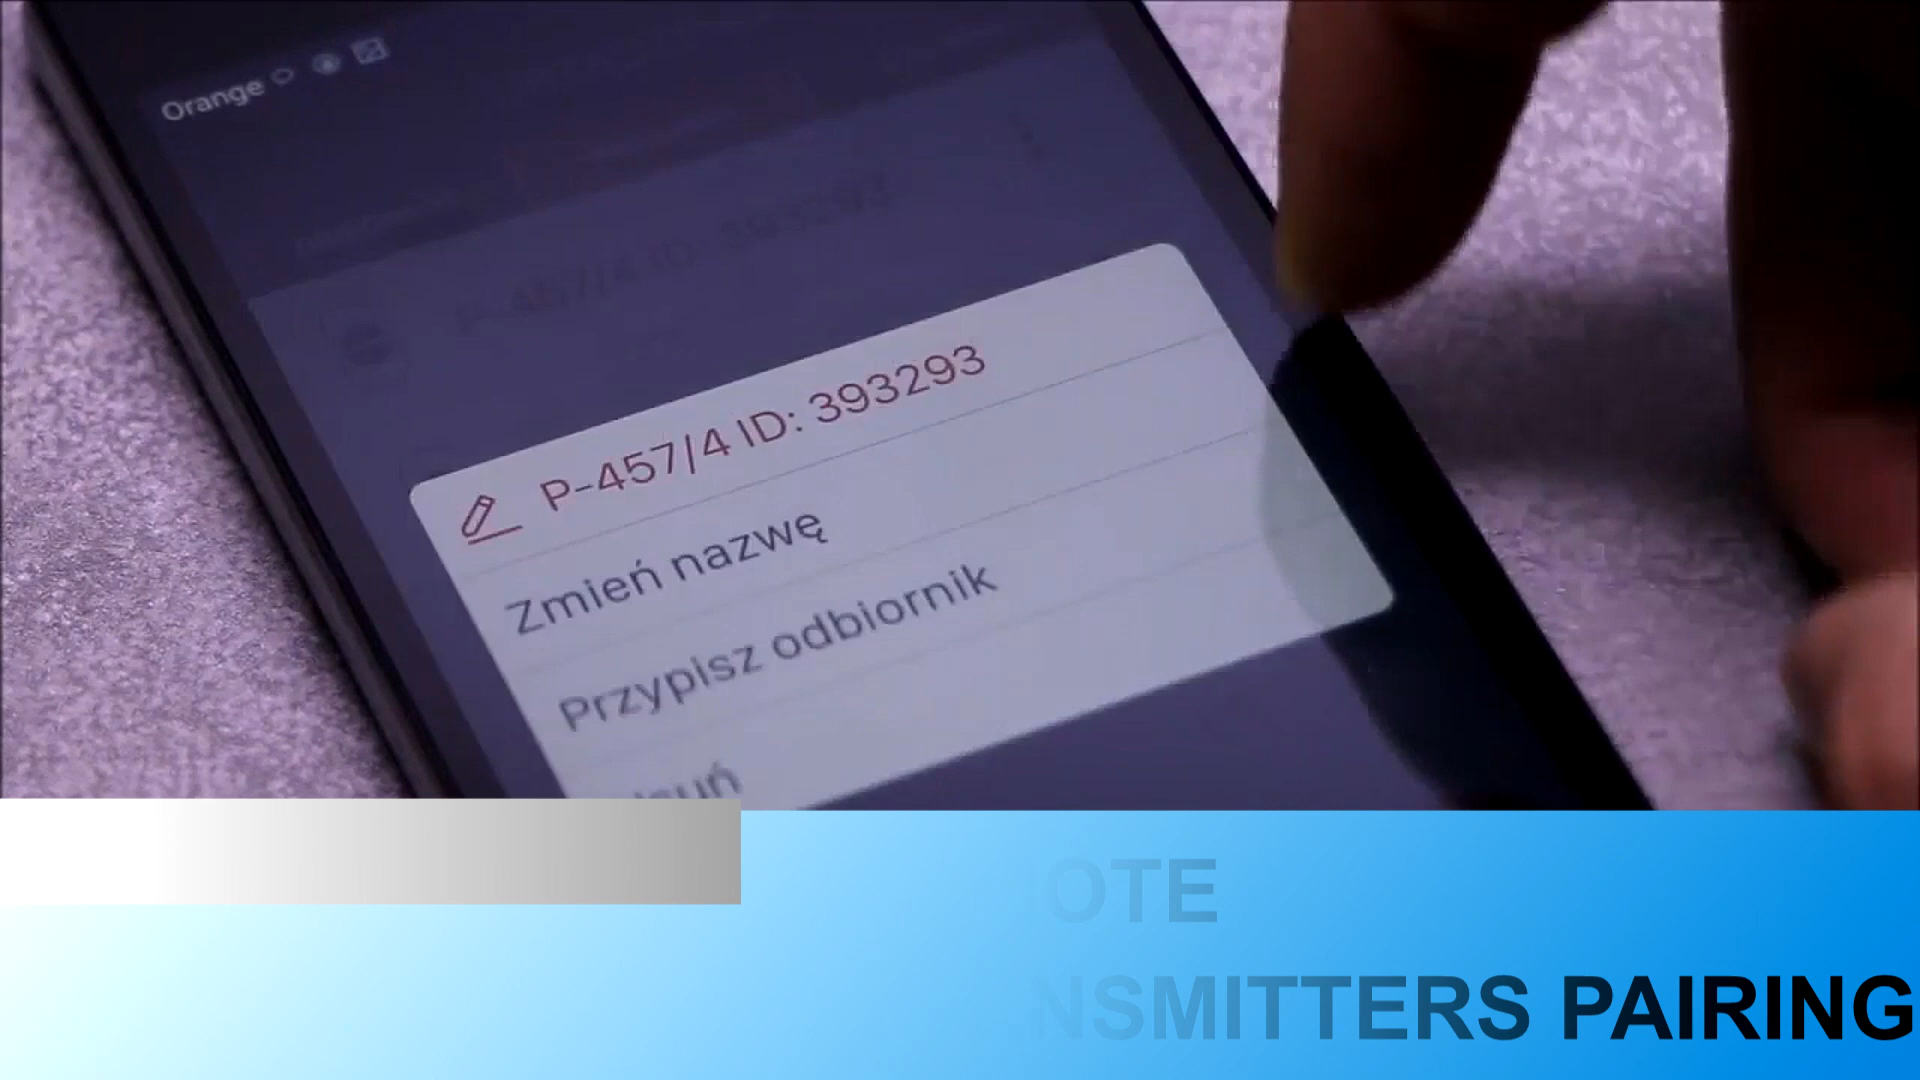 Orange
P-457/4 ID: 393293
P-457/4 ID: 393293
Zmień nazwę
Przypisz odbiornik
OTE
NSMITTERS PAIRING